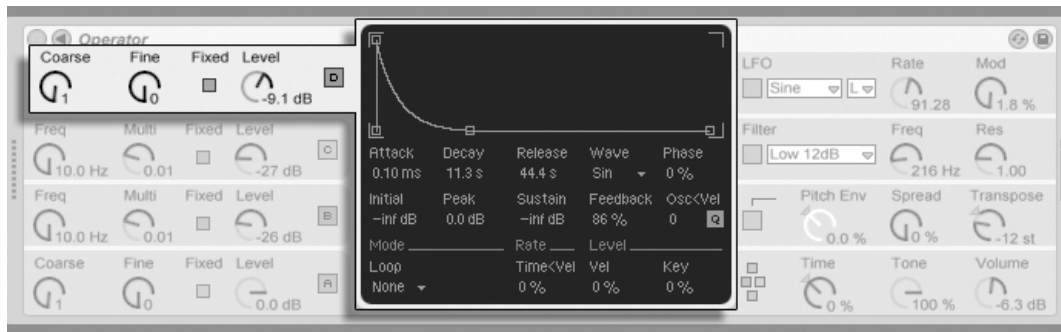 Operator
Coarse Fine Fixed Level
1 0 -9.1 dB D
Freq Multi Fixed Level
10.0 Hz 0.01 -27 dB C
Freq Multi Fixed Level
10.0 Hz 0.01 -26 dB B
Coarse Fine Fixed Level
1 0 0.0 dB A
Attack Decay Release Wave Phase
0.10 ms 11.3 s 44.4 s Sin 0 %
Initial Peak Sustain Feedback Osc<Vel
-inf dB 0.0 dB -inf dB 86 % 0 Q
Mode Rate Level
Loop Time<Vel Vel Key
None 0 % 0 % 0 %
LFO Rate Mod
Sine L 91.28 1.8 %
Filter Freq Res
Low 12dB 216 Hz 1.00
Pitch Env Spread Transpose
0.0 % 0 % -12 st
Time Tone Volume
0 % 100 % -6.3 dB